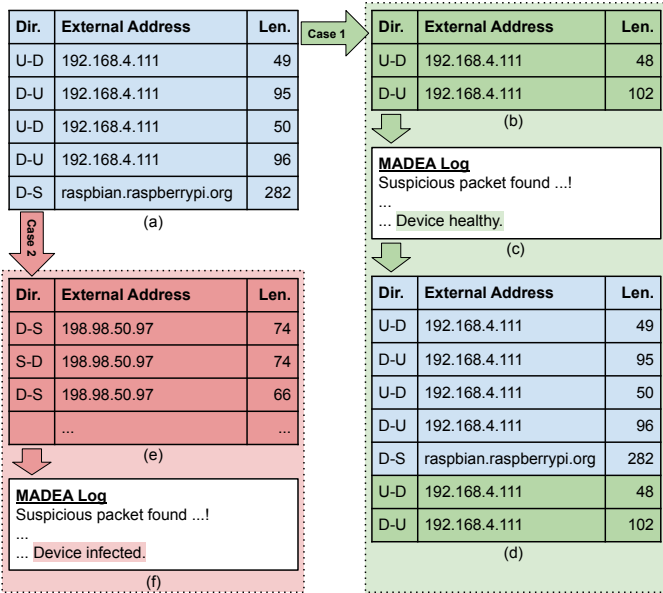 Dir. External Address Len.
U-D 192.168.4.111 49
D-U 192.168.4.111 95
U-D 192.168.4.111 50
D-U 192.168.4.111 96
D-S raspbian.raspberrypi.org 282
(a)
Case 1
Dir. External Address Len.
U-D 192.168.4.111 48
D-U 192.168.4.111 102
(b)
MADEA Log
Suspicious packet found ...!
...
... Device healthy.
(c)
Dir. External Address Len.
U-D 192.168.4.111 49
D-U 192.168.4.111 95
U-D 192.168.4.111 50
D-U 192.168.4.111 96
D-S raspbian.raspberrypi.org 282
U-D 192.168.4.111 48
D-U 192.168.4.111 102
(d)
Case 2
Dir. External Address Len.
D-S 198.98.50.97 74
S-D 198.98.50.97 74
D-S 198.98.50.97 66
... ...
(e)
MADEA Log
Suspicious packet found ...!
...
... Device infected.
(f)